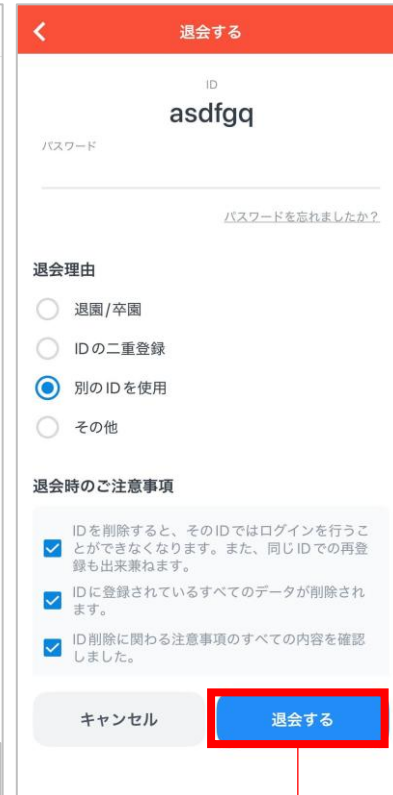 退会する
ID
asdfgq
パスワード
パスワードを忘れましたか？
退会理由
退園/卒園
IDの二重登録
別のIDを使用
その他
退会時のご注意事項
IDを削除すると、そのIDではログインを行うこ
とができなくなります。また、同じIDでの再登
録も出来兼ねます。
IDに登録されているすべてのデータが削除され
ます。
ID削除に関わる注意事項のすべての内容を確認
しました。
キャンセル
退会する